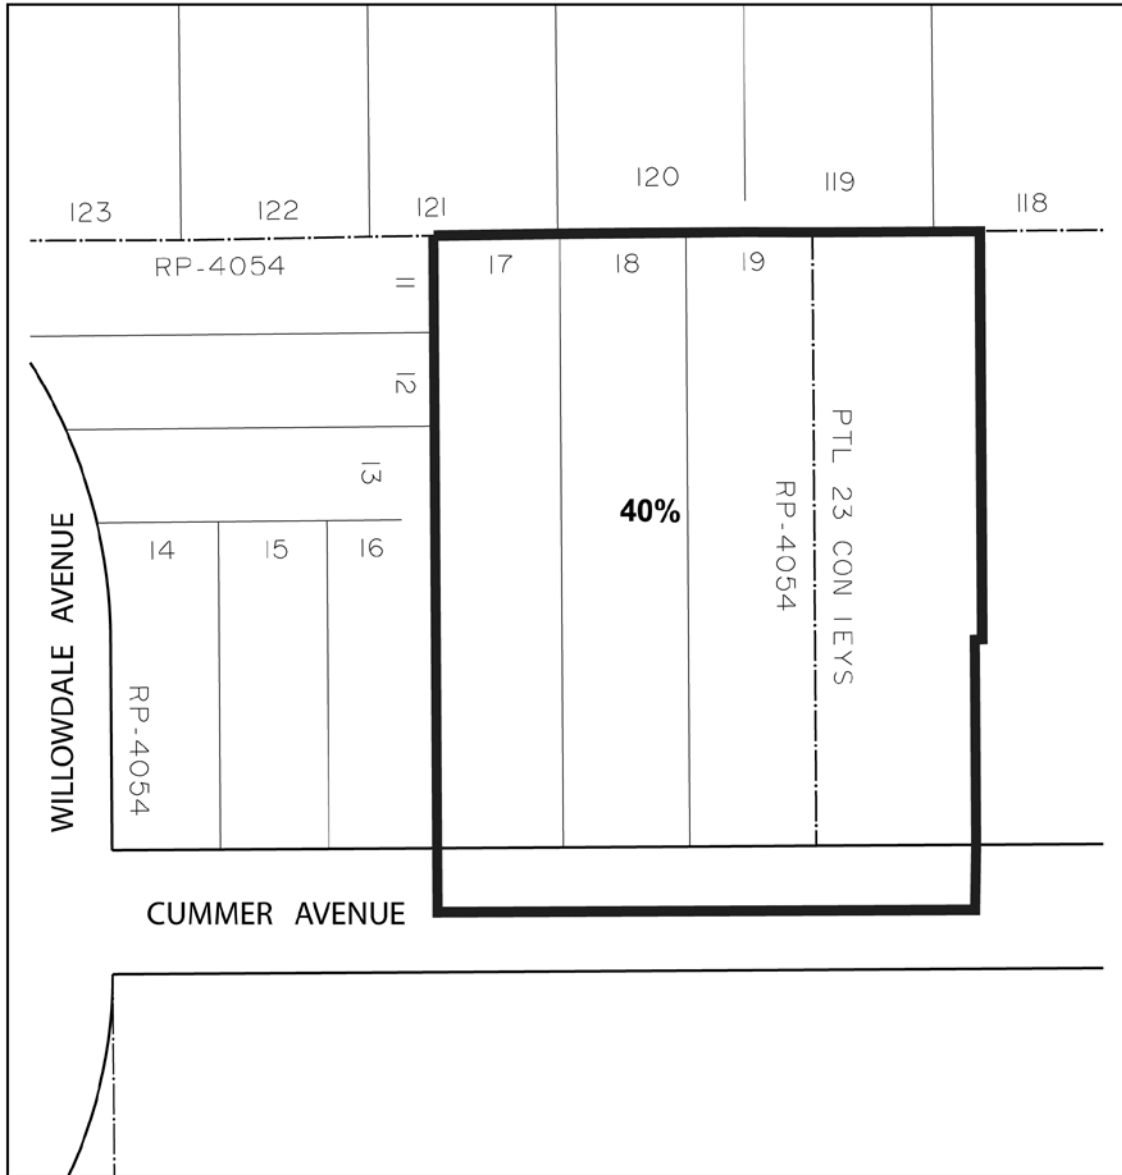 120
119
118
123
122
121
RP-4054
11
17
18
19
12
13
PTL 23 CON 1EYS
RP-4054
40%
14
15
16
WILLOWDALE AVENUE
RP-4054
CUMMER AVENUE